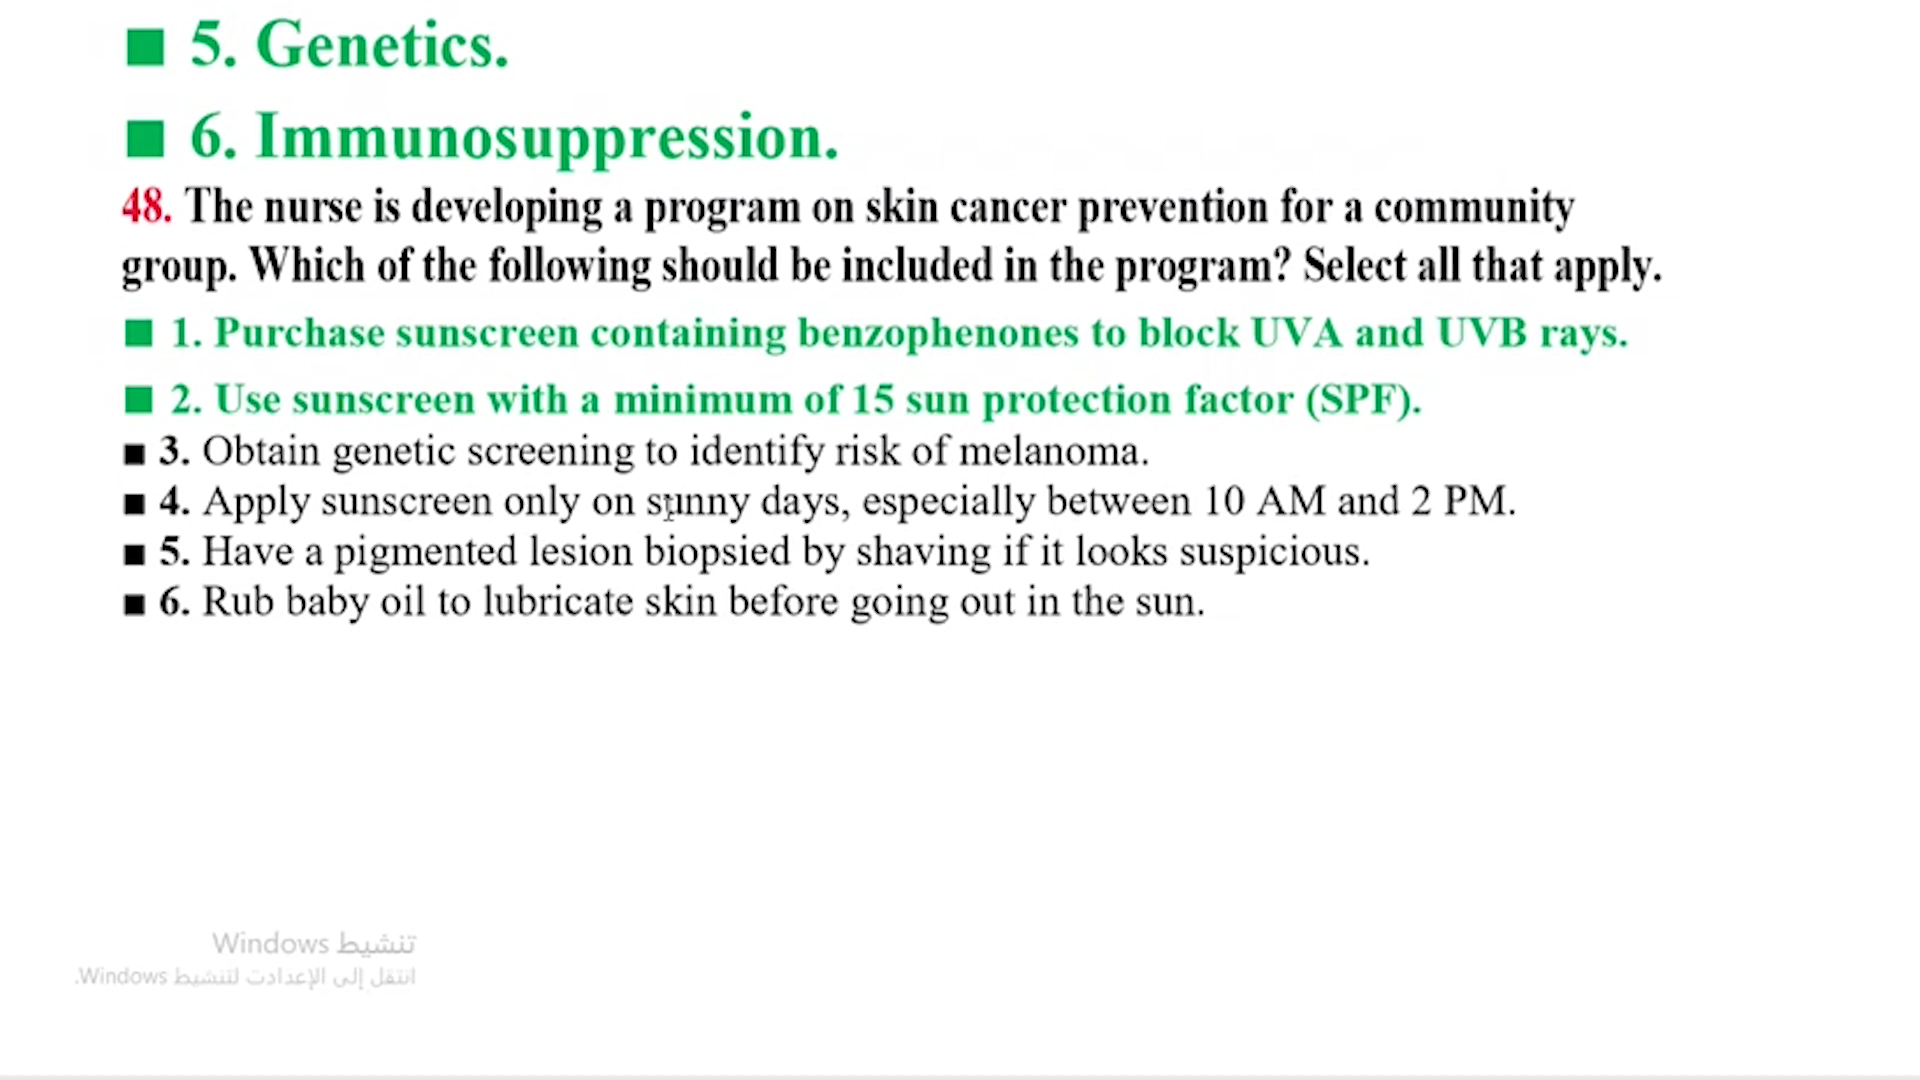 ■ 5. Genetics.
■ 6. Immunosuppression.
48. The nurse is developing a program on skin cancer prevention for a community
group. Which of the following should be included in the program? Select all that apply.
■ 1. Purchase sunscreen containing benzophenones to block UVA and UVB rays.
■ 2. Use sunscreen with a minimum of 15 sun protection factor (SPF).
■ 3. Obtain genetic screening to identify risk of melanoma.
■ 4. Apply sunscreen only on sunny days, especially between 10 AM and 2 PM.
■ 5. Have a pigmented lesion biopsied by shaving if it looks suspicious.
■ 6. Rub baby oil to lubricate skin before going out in the sun.
تنشيط Windows
انتقل إلى الإعدادت لتنشيط Windows.